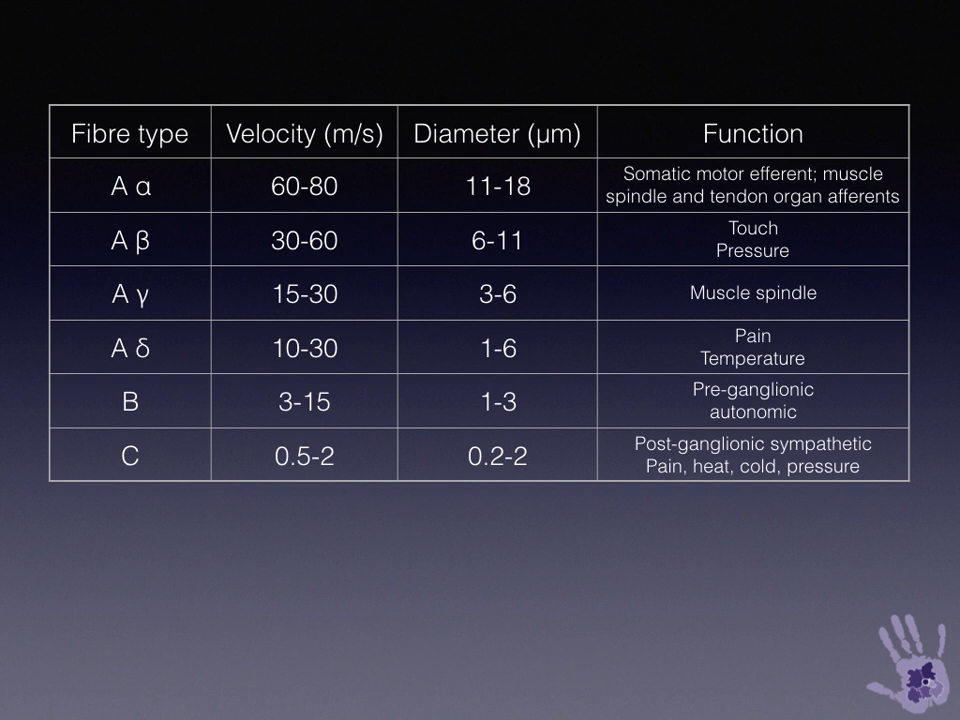 Fibre type Velocity (m/s) Diameter (µm) Function
A α 60-80 11-18 Somatic motor efferent; muscle
spindle and tendon organ afferents
A β 30-60 6-11 Touch
Pressure
A γ 15-30 3-6 Muscle spindle
A δ 10-30 1-6 Pain
Temperature
B 3-15 1-3 Pre-ganglionic
autonomic
C 0.5-2 0.2-2 Post-ganglionic sympathetic
Pain, heat, cold, pressure